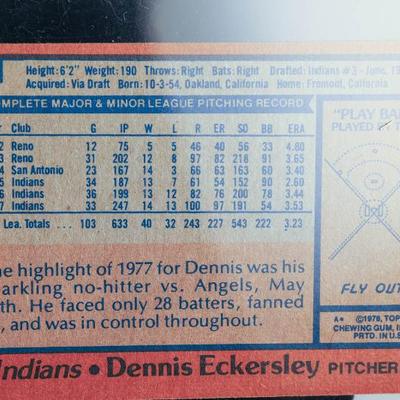 Height: 6'2" Weight: 190 Throws: Right Bats: Right Drafted: Indians #3 - June, 19
Acquired: Via Draft Born: 10-3-54, Oakland, California Home: Fremont, California
OMPLETE MAJOR & MINOR LEAGUE PITCHING RECORD
r Club G IP W L R ER SO BB ERA
2 Reno 12 75 5 5 46 40 56 33 4.80
3 Reno 31 202 12 8 97 82 218 91 3.65
4 San Antonio 23 167 14 3 66 63 163 60 3.40
5 Indians 34 187 13 7 61 54 152 90 2.60
6 Indians 36 199 13 12 82 76 200 78 3.44
7 Indians 33 247 14 13 100 97 191 54 3.53
Lea. Totals ... 103 633 40 32 243 227 543 222 3.23
he highlight of 1977 for Dennis was his
parkling no-hitter vs. Angels, May
th. He faced only 28 batters, fanned
, and was in control throughout.
"PLAY BA
PLAYED BY T
FLY OUT
A* ©1978, TOP
CHEWING GUM, I
PRTD. IN U.S
Indians • Dennis Eckersley PITCHER